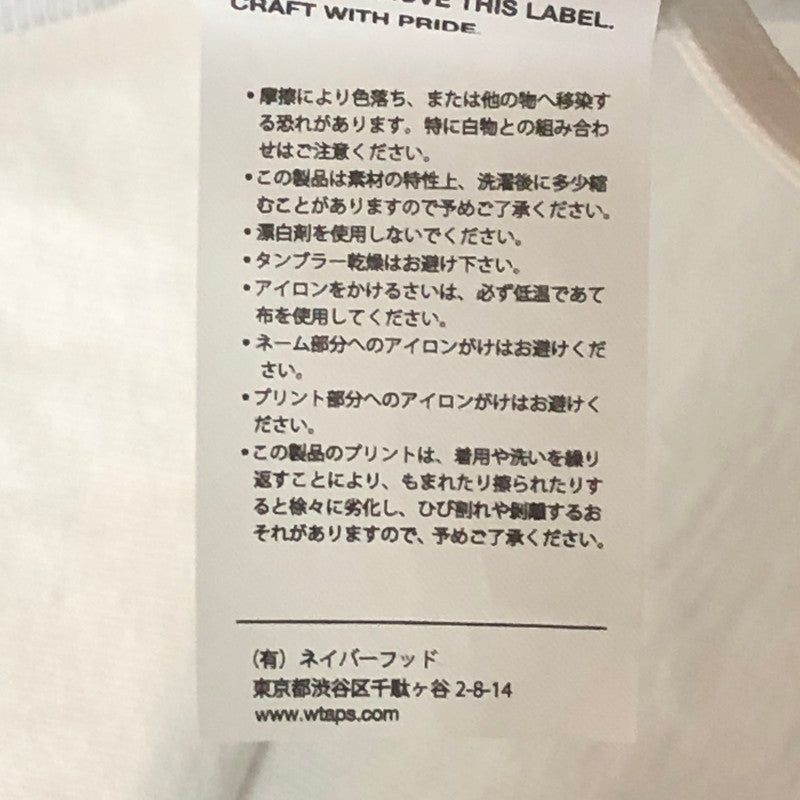 THIS LABEL.
CRAFT WITH PRIDE.
・摩擦により色落ち、または他の物へ移染す
る恐れがあります。特に白物との組み合わ
せはご注意ください。
・この製品は素材の特性上、洗濯後に多少縮
むことがありますので予めご了承ください。
・漂白剤を使用しないでください。
・タンブラー乾燥はお避け下さい。
・アイロンをかけるさいは、必ず低温であて
布を使用してください。
・ネーム部分へのアイロンがけはお避けくだ
さい。
・プリント部分へのアイロンがけはお避けく
ださい。
・この製品のプリントは、着用や洗いを繰り
返すことにより、もまれたり擦られたりす
ると徐々に劣化し、ひび割れや剝離するお
それがありますので、予めご了承ください。
(有) ネイバーフッド
東京都渋谷区千駄ヶ谷 2-8-14
www.wtaps.com